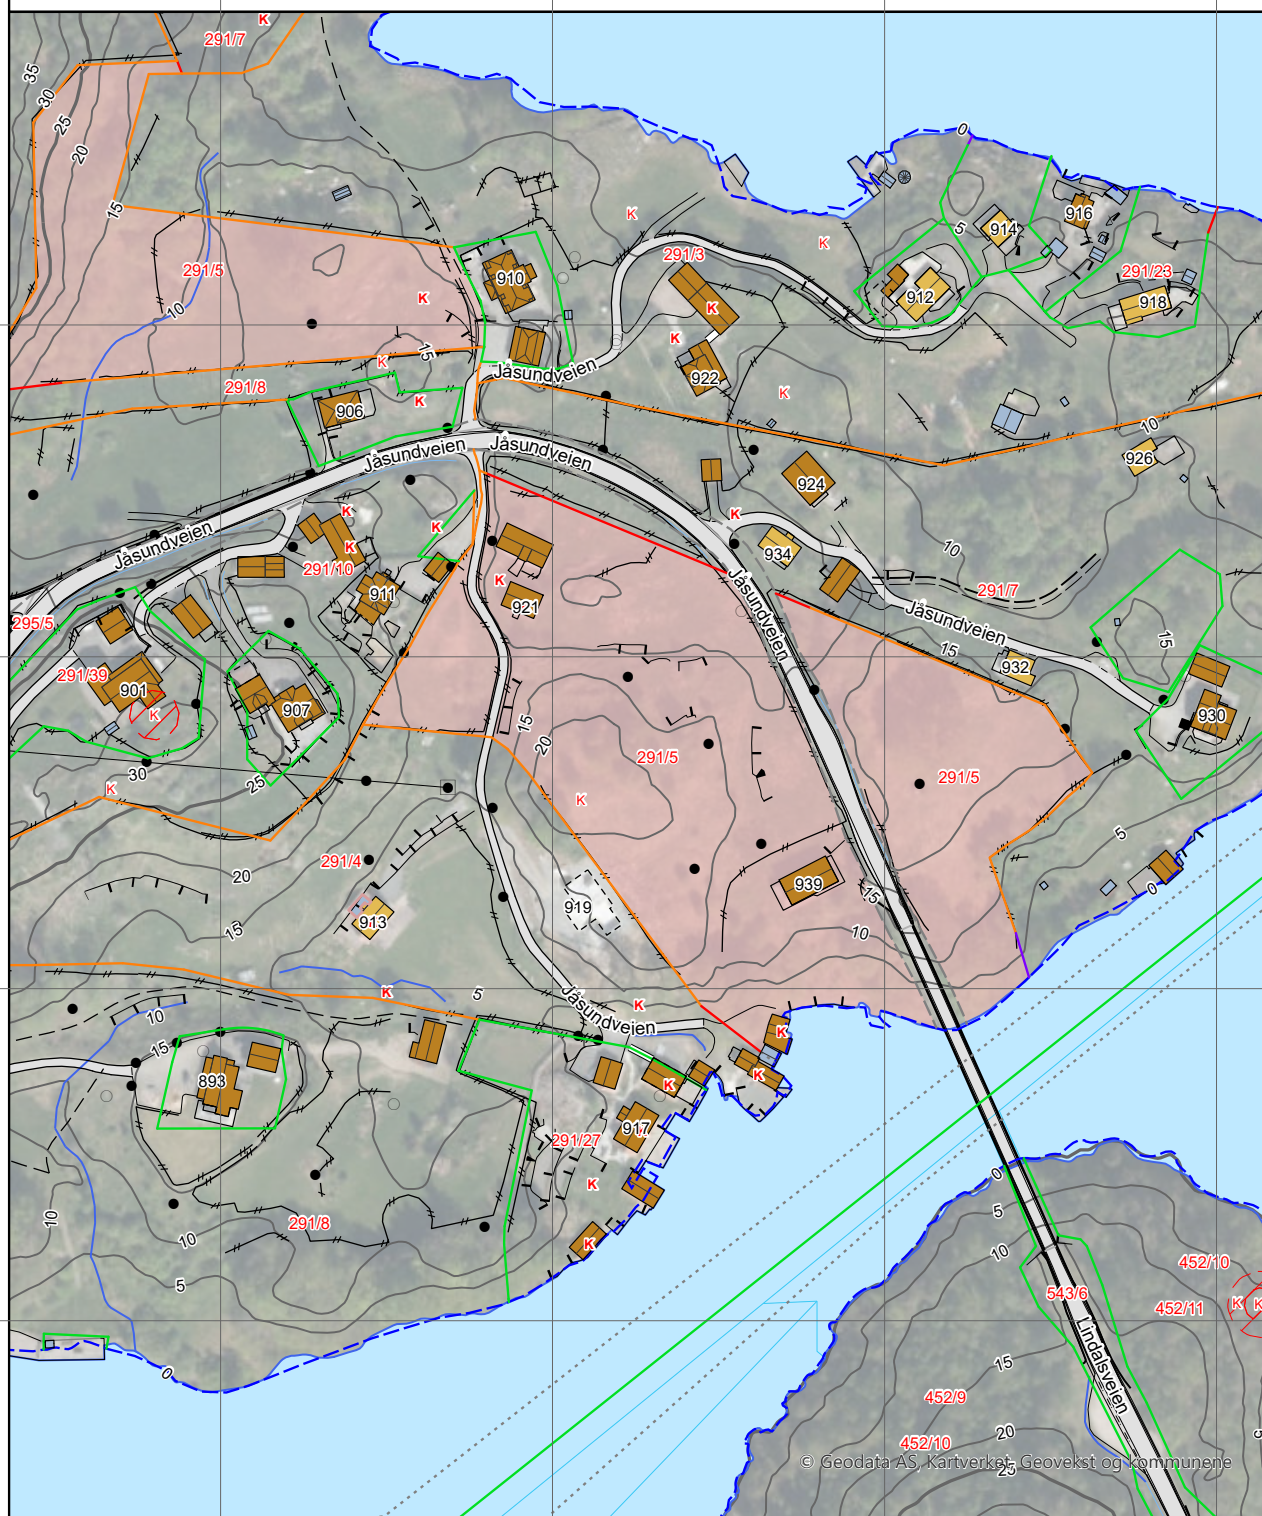 K
291/7
35
30
25
20
15
0
K
5
914
916
K
291/3
291/5
910
291/23
912
918
K
K
10
15
K
Jåsundveien
K
922
291/8
K
K
906
10
Jåsundveien
Jåsundveien
926
924
K
K
K
Jåsundveien
921
K
K
934
10
291/10
911
Jåsundveien
291/7
295/5
Jåsundveien
15
15
932
291/39
901
K
907
15
20
930
291/5
291/5
30
25
K
K
5
291/4
20
939
15
0
919
913
15
10
K
5
K
Jåsundveien
10
K
15
893
K
K
917
291/27
0
K
10
291/8
5
10
K
10
452/10
5
543/6
452/11
K
K
Lindalsveien
0
15
452/9
20
452/10
5
© Geodata AS, Kartverket, Geovekst og kommunene
25